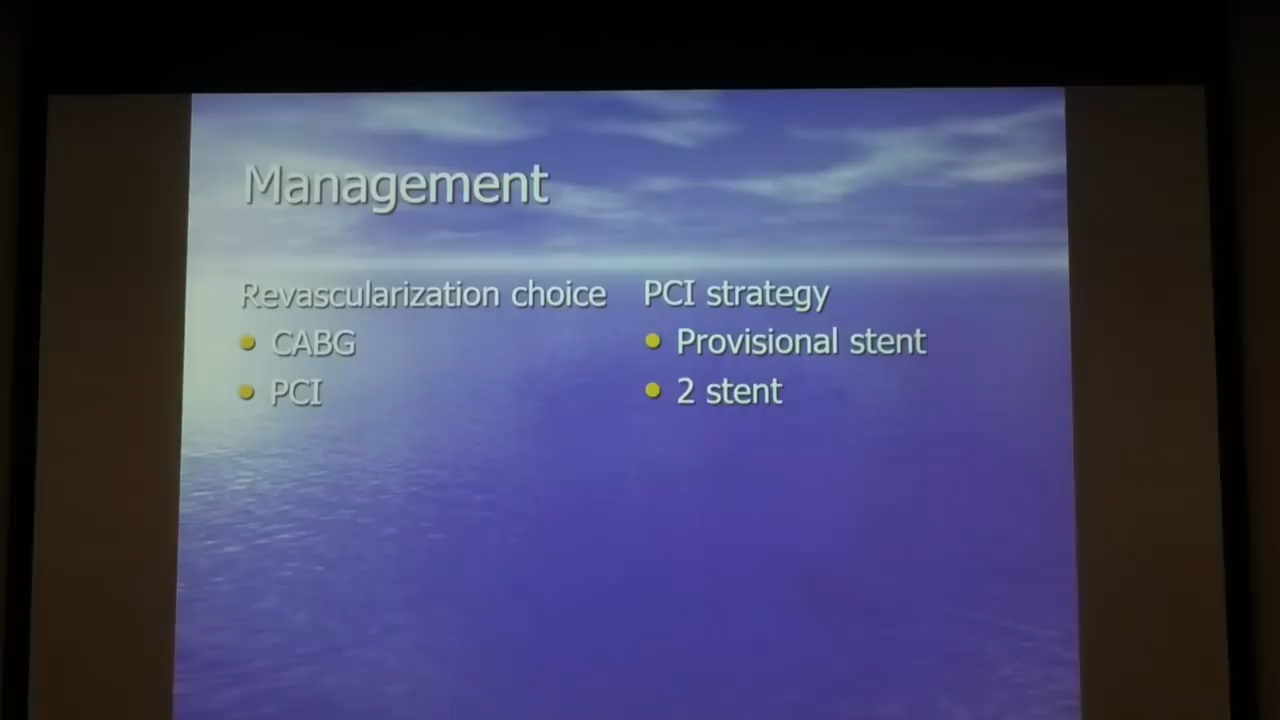 Management
Revascularization choice
CABG
PCI
PCI strategy
Provisional stent
2 stent